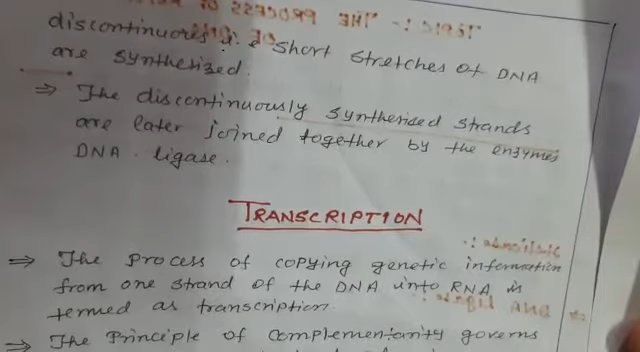 discontinuores i.e short stretches of DNA
are synthesized.
⇒ The discontinuously synthesized strands
are later joined together by the enzymes
DNA ligase.
TRANSCRIPTION
⇒ The process of copying genetic information
from one strand of the DNA into RNA is
termed as transcription.
⇒ The principle of complementarity governs